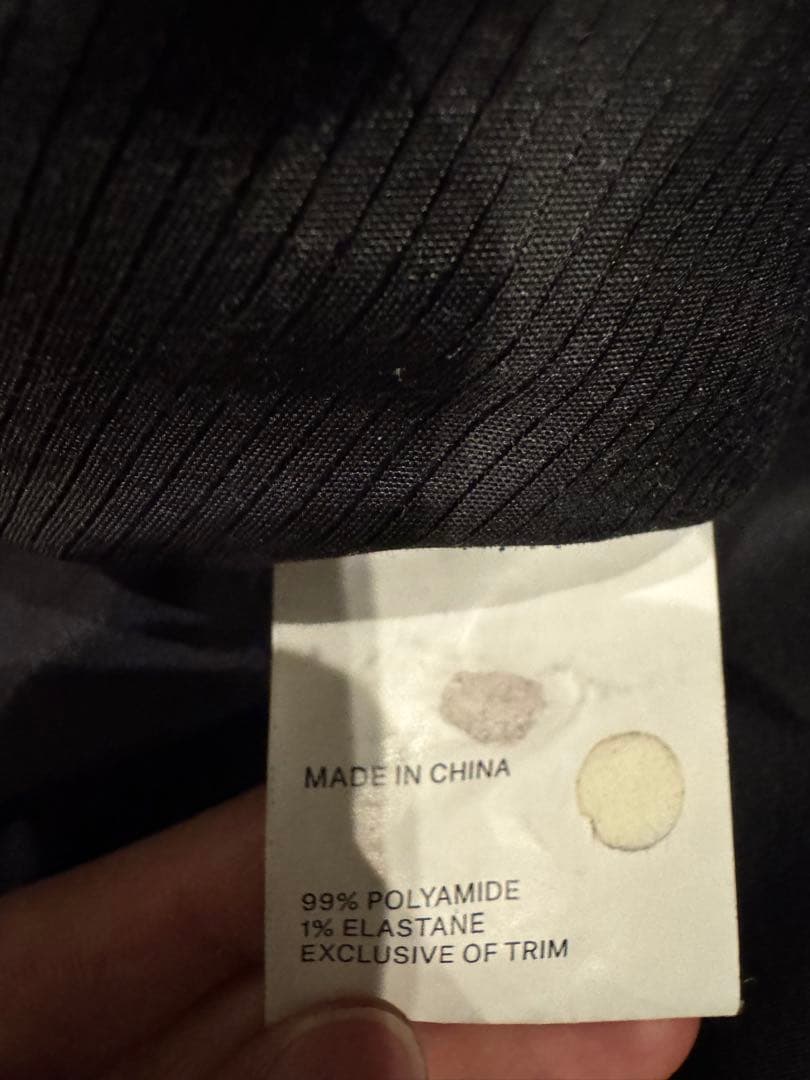 MADE IN CHINA
99% POLYAMIDE
1% ELASTANE
EXCLUSIVE OF TRIM